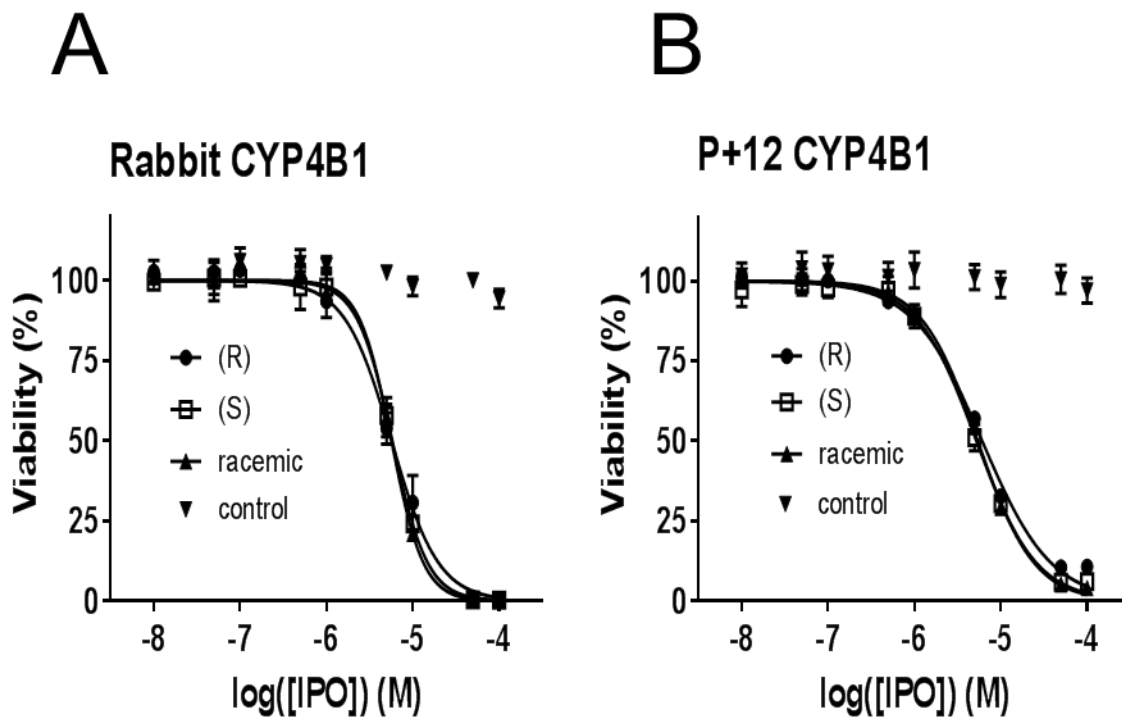 A
Rabbit CYP4B1
Viability (%)
100
75
50
25
0
(R)
(S)
racemic
control
-8 -7 -6 -5 -4
log([IPO]) (M)
B
P+12 CYP4B1
Viability (%)
100
75
50
25
0
(R)
(S)
racemic
control
-8 -7 -6 -5 -4
log([IPO]) (M)